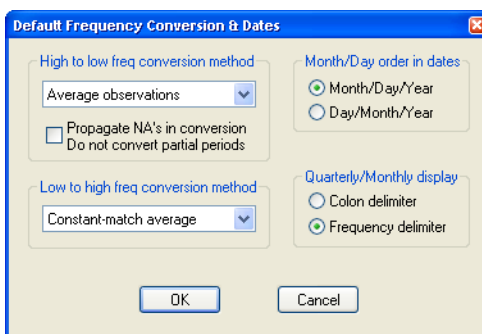 Default Frequency Conversion & Dates
High to low freq conversion method
Average observations
Propagate NA's in conversion
Do not convert partial periods
Low to high freq conversion method
Constant-match average
Month/Day order in dates
Month/Day/Year
Day/Month/Year
Quarterly/Monthly display
Colon delimiter
Frequency delimiter
OK
Cancel